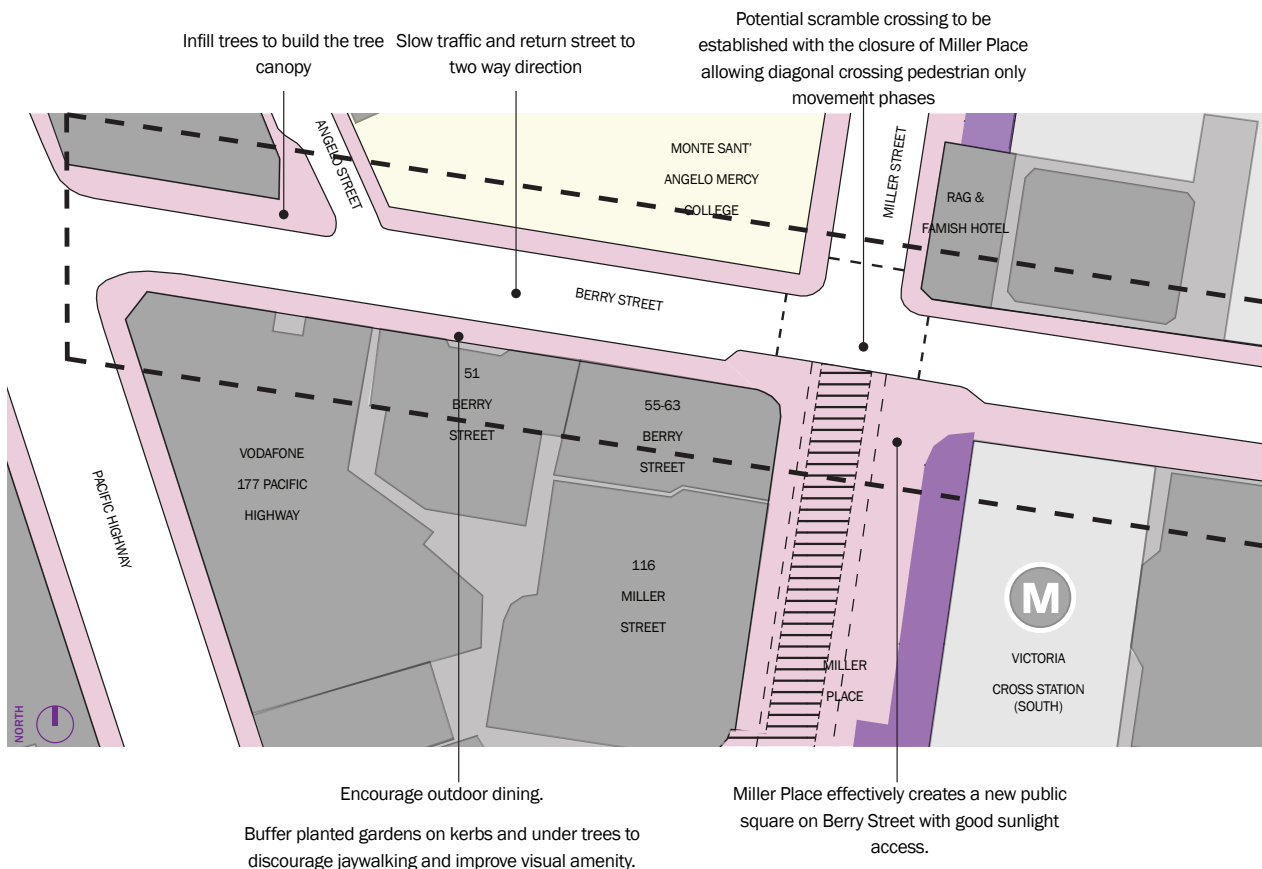 Infill trees to build the tree
canopy
Slow traffic and return street to
two way direction
Potential scramble crossing to be
established with the closure of Miller Place
allowing diagonal crossing pedestrian only
movement phases
ANGELO STREET
MONTE SANT'
ANGELO MERCY
COLLEGE
MILLER STREET
RAG &
FAMISH HOTEL
BERRY STREET
51
BERRY
STREET
55-63
BERRY
STREET
VODAFONE
177 PACIFIC
HIGHWAY
PACIFIC HIGHWAY
116
MILLER
STREET
M
VICTORIA
CROSS STATION
(SOUTH)
MILLER
PLACE
NORTH
Encourage outdoor dining.
Buffer planted gardens on kerbs and under trees to
discourage jaywalking and improve visual amenity.
Miller Place effectively creates a new public
square on Berry Street with good sunlight
access.